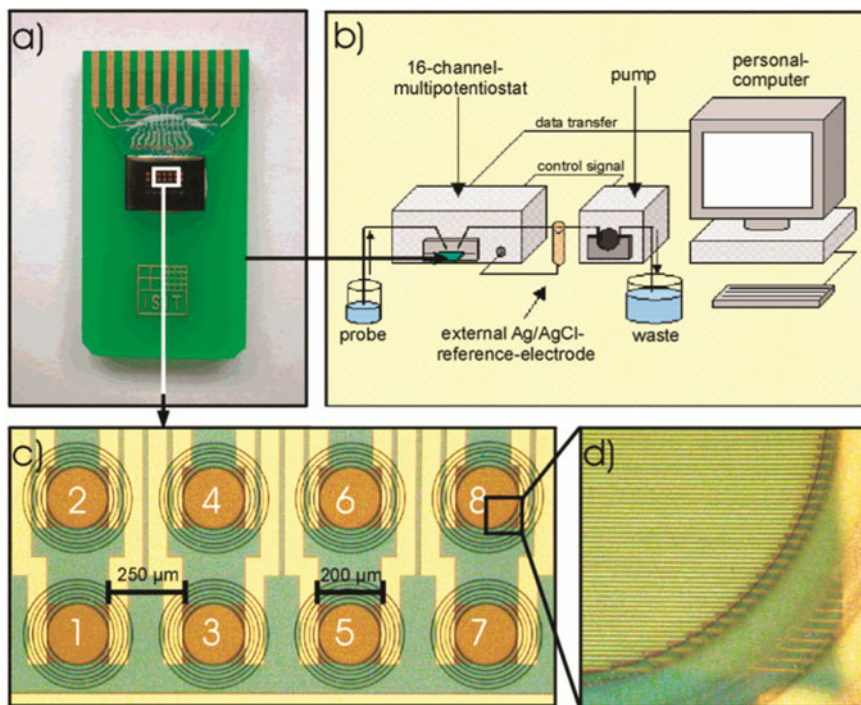 a)
iSiT
b)
16-channel-
multipotentiostat
pump
personal-
computer
data transfer
control signal
probe
external Ag/AgCl-
reference-electrode
waste
c)
2
4
6
8
250 µm
200 µm
1
3
5
7
d)